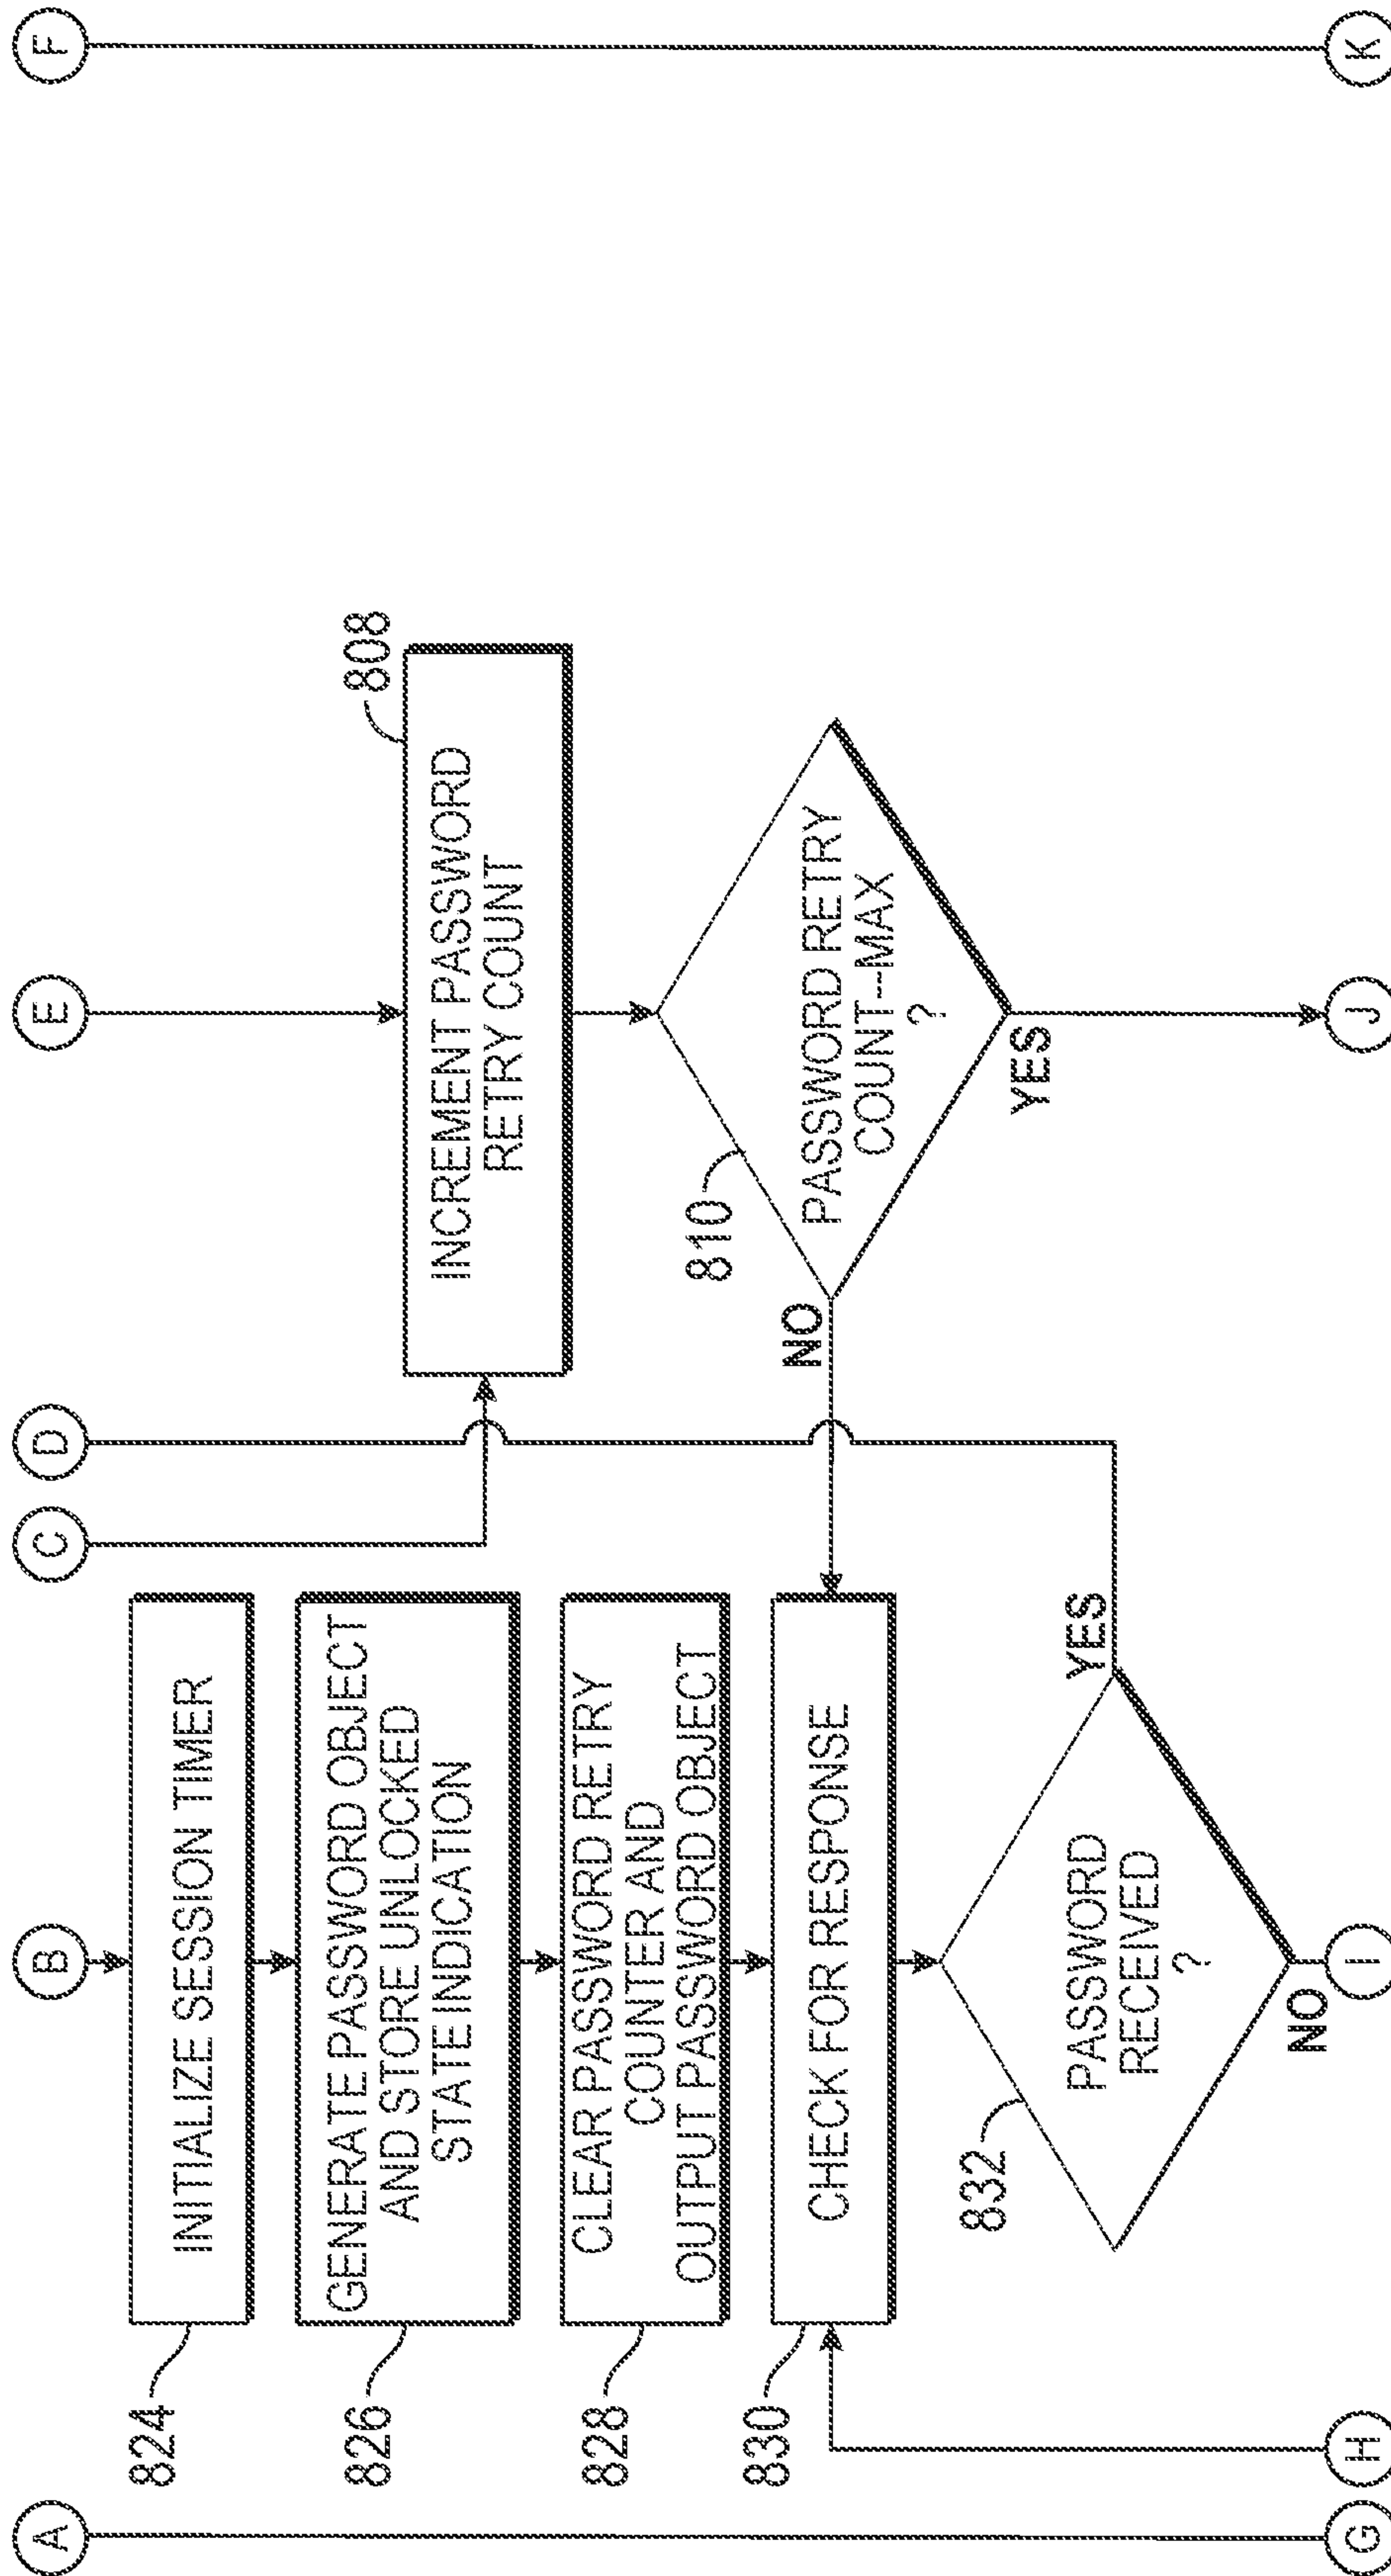 A
B
C
D
E
F
824
INITIALIZE SESSION TIMER
826
GENERATE PASSWORD OBJECT
AND STORE UNLOCKED
STATE INDICATION
828
CLEAR PASSWORD RETRY
COUNTER AND
OUTPUT PASSWORD OBJECT
830
CHECK FOR RESPONSE
832
PASSWORD
RECEIVED
?
YES
NO
808
INCREMENT PASSWORD
RETRY COUNT
810
PASSWORD RETRY
COUNT--MAX
?
NO
YES
G
H
I
J
K